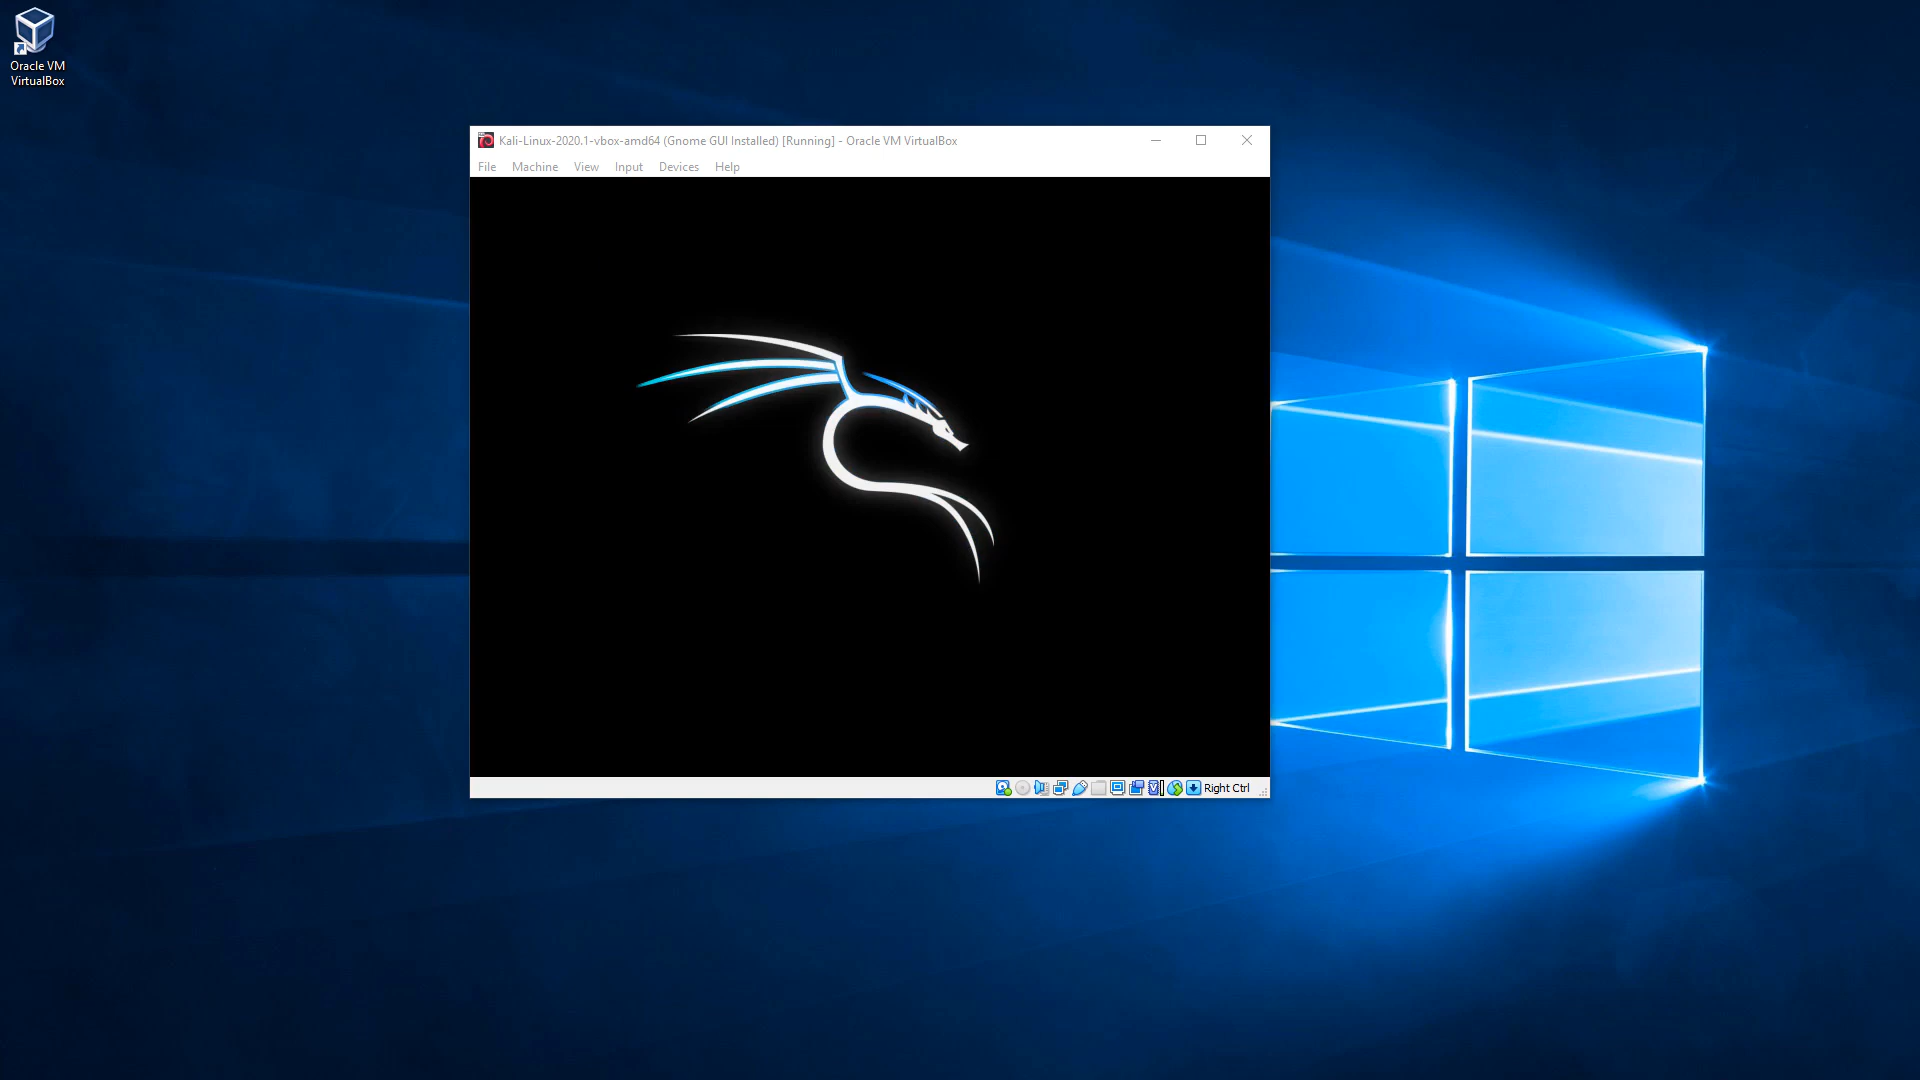 Oracle VM
VirtualBox
Kali-Linux-2020.1-vbox-amd64 (Gnome GUI Installed) [Running] - Oracle VM VirtualBox
File Machine View Input Devices Help
Right Ctrl